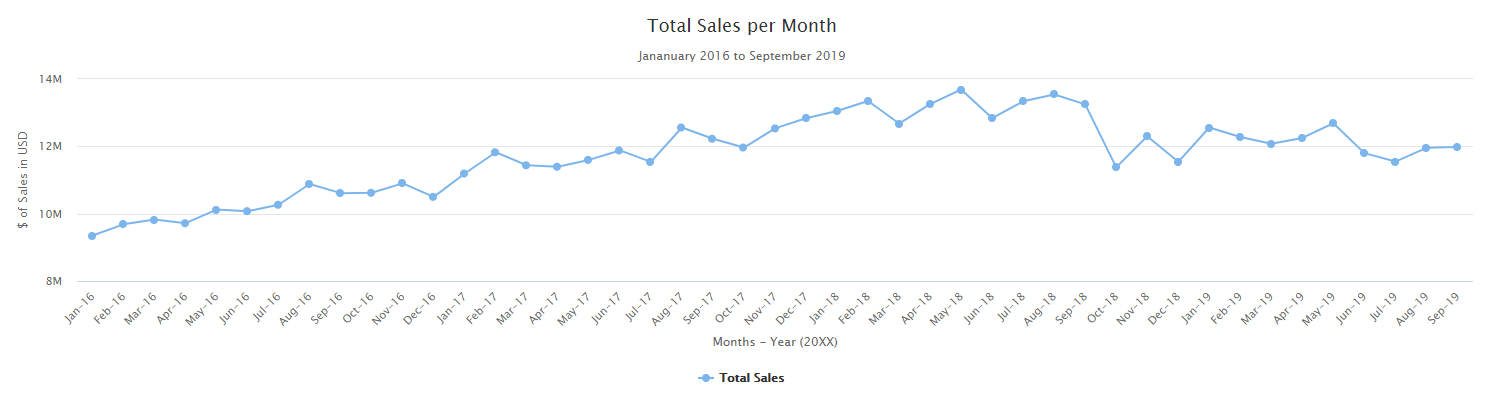 Total Sales per Month
Jananuary 2016 to September 2019
$ of Sales in USD
14M
12M
10M
8M
Jan-16
Feb-16
Mar-16
Apr-16
May-16
Jun-16
Jul-16
Aug-16
Sep-16
Oct-16
Nov-16
Dec-16
Jan-17
Feb-17
Mar-17
Apr-17
May-17
Jun-17
Jul-17
Aug-17
Sep-17
Oct-17
Nov-17
Dec-17
Jan-18
Feb-18
Mar-18
Apr-18
May-18
Jun-18
Jul-18
Aug-18
Sep-18
Oct-18
Nov-18
Dec-18
Jan-19
Feb-19
Mar-19
Apr-19
May-19
Jun-19
Jul-19
Aug-19
Sep-19
Months - Year (20XX)
Total Sales